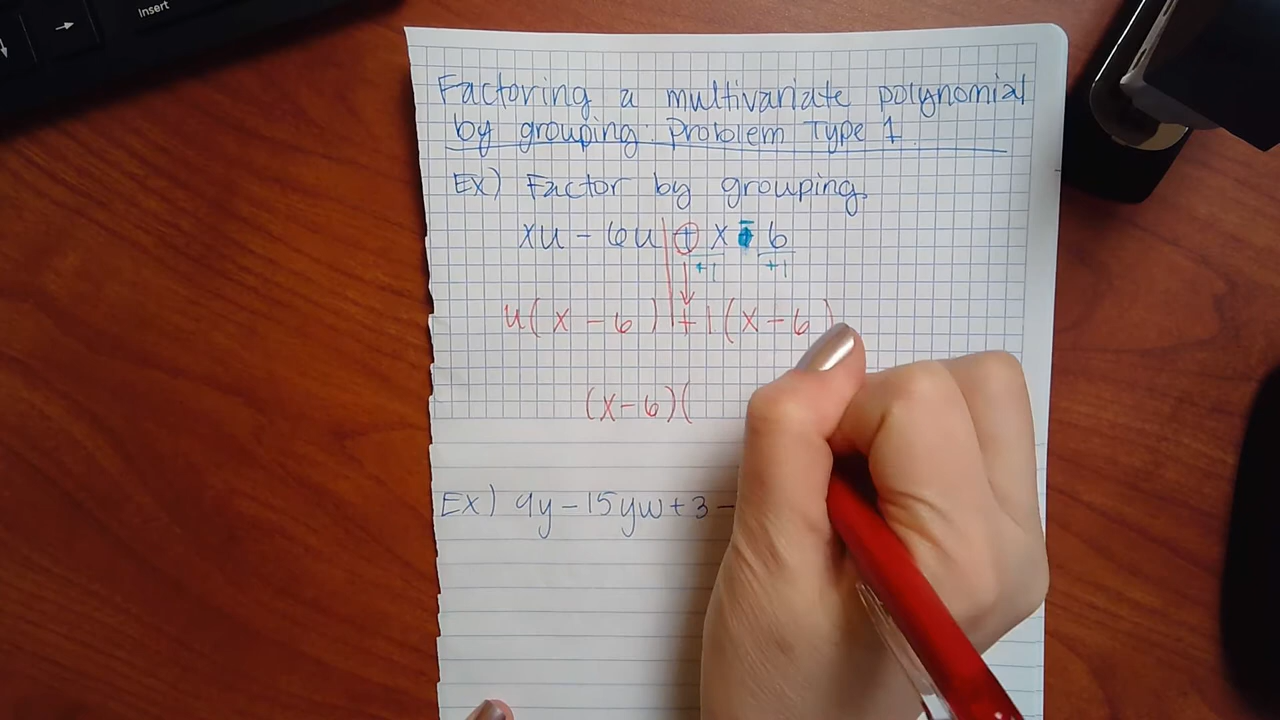 Insert
Factoring a multivariate polynomial
by grouping: Problem Type 1
Ex) Factor by grouping.
xu - 6u + x - 6
+1 +1
u(x - 6) + 1(x - 6)
(x - 6)(
Ex) 9y - 15yw + 3 -